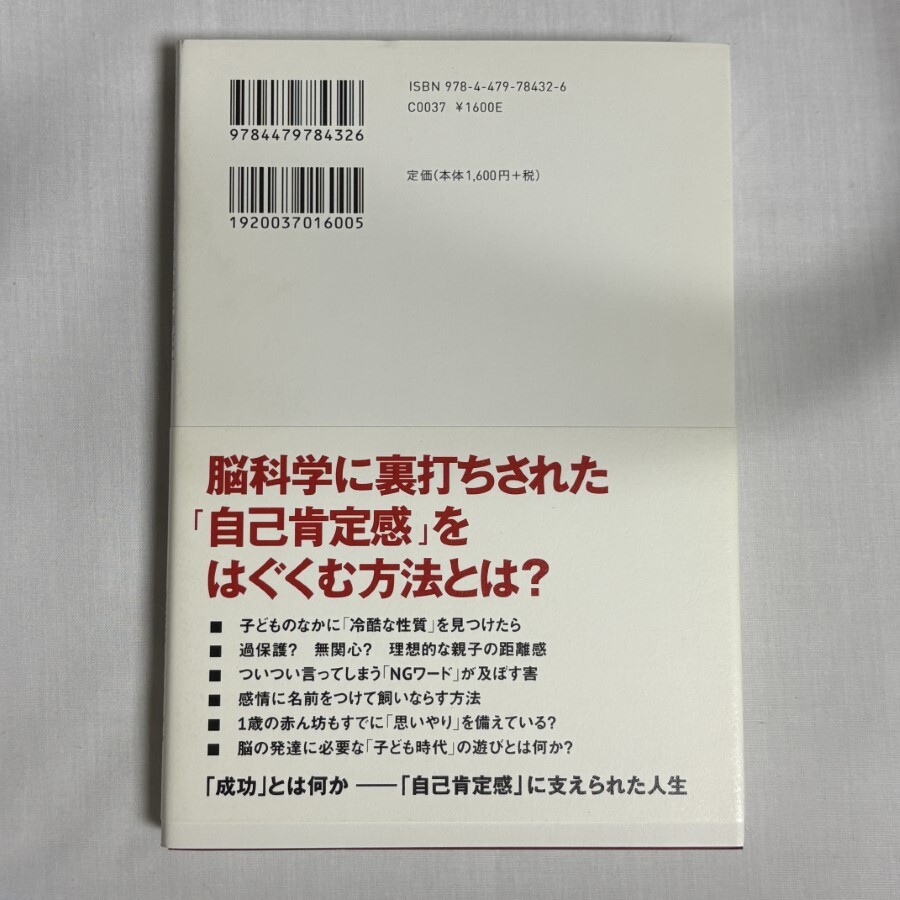 ISBN 978-4-479-78432-6
C0037 ¥1600E
9784479784326
定価(本体1,600円+税)
1920037016005
脳科学に裏打ちされた
「自己肯定感」を
はぐくむ方法とは?
■ 子どものなかに「冷酷な性質」を見つけたら
■ 過保護? 無関心? 理想的な親子の距離感
■ ついつい言ってしまう「NGワード」が及ぼす害
■ 感情に名前をつけて飼いならす方法
■ 1歳の赤ん坊もすでに「思いやり」を備えている?
■ 脳の発達に必要な「子ども時代」の遊びとは何か?
「成功」とは何か ――「自己肯定感」に支えられた人生